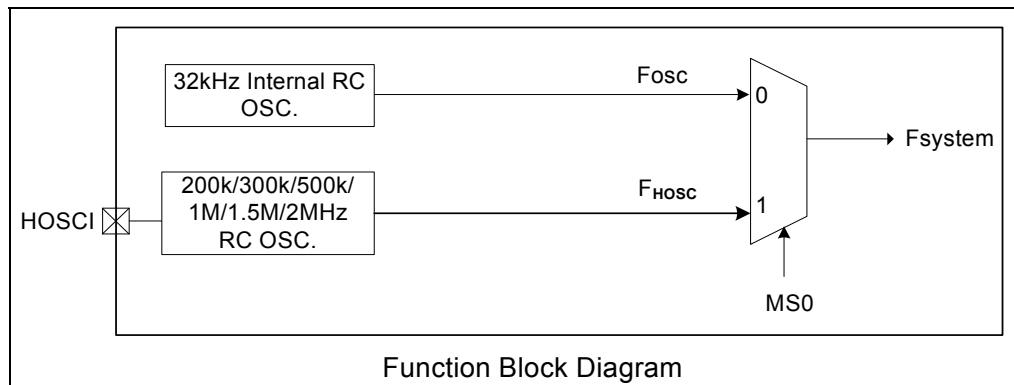 32kHz Internal RC
OSC.
Fosc
0
Fsystem
200k/300k/500k/
1M/1.5M/2MHz
RC OSC.
HOSCI
FHOSC
1
MS0
Function Block Diagram